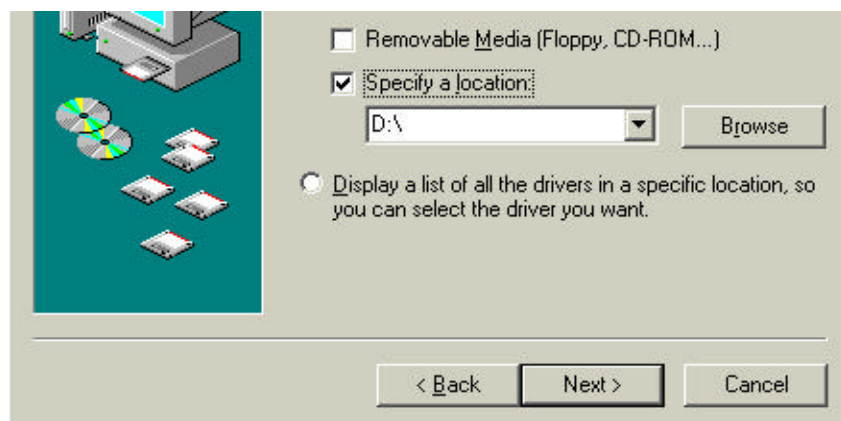 Removable Media (Floppy, CD-ROM...)
Specify a location:
D:\
Browse
Display a list of all the drivers in a specific location, so
you can select the driver you want.
< Back
Next >
Cancel